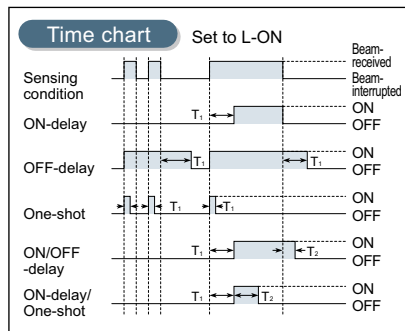 Time chart Set to L-ON
Beam-
received
Sensing
condition
Beam-
interrupted
ON-delay
T₁
ON
OFF
OFF-delay
T₁ T₁
ON
OFF
One-shot
T₁ T₁
ON
OFF
ON/OFF
-delay
T₁ T₂
ON
OFF
ON-delay/
One-shot
T₁ T₂
ON
OFF